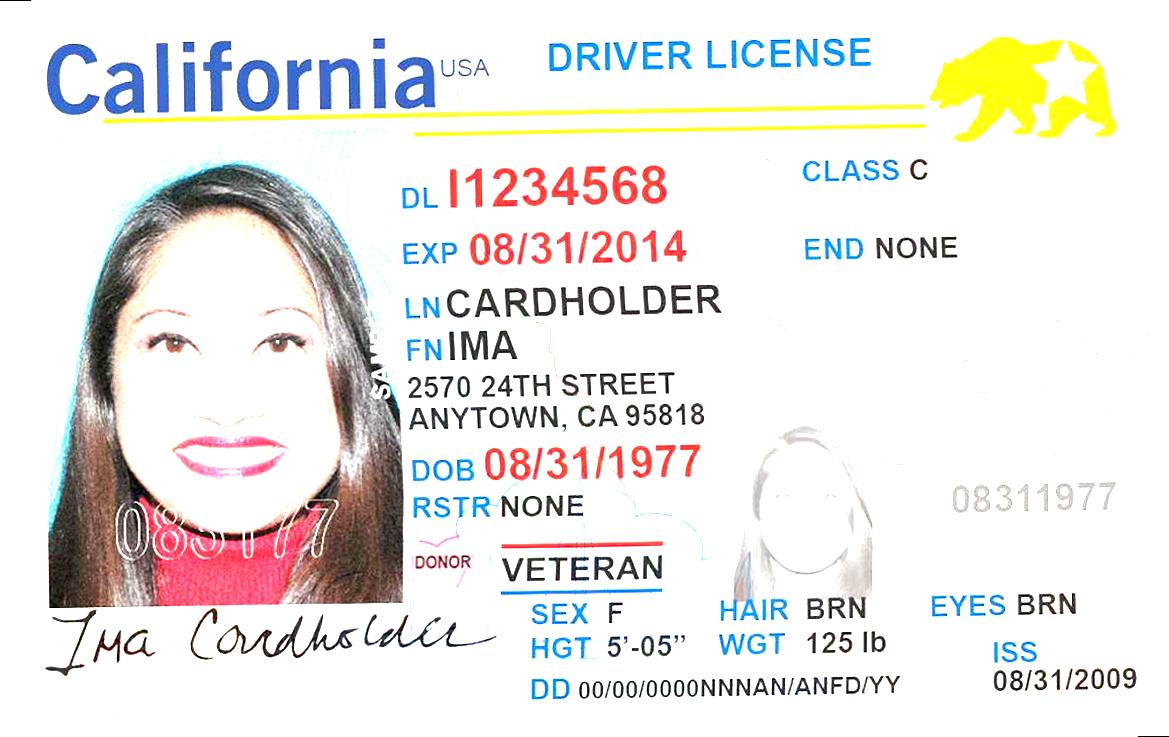 California USA DRIVER LICENSE
DL I1234568
CLASS C
EXP 08/31/2014
END NONE
LN CARDHOLDER
FN IMA
2570 24TH STREET
ANYTOWN, CA 95818
DOB 08/31/1977
RSTR NONE
08311977
083177
DONOR
VETERAN
SEX F
HAIR BRN
EYES BRN
HGT 5'-05"
WGT 125 lb
ISS
08/31/2009
DD 00/00/0000NNNAN/ANFD/YY
Ima Cardholder